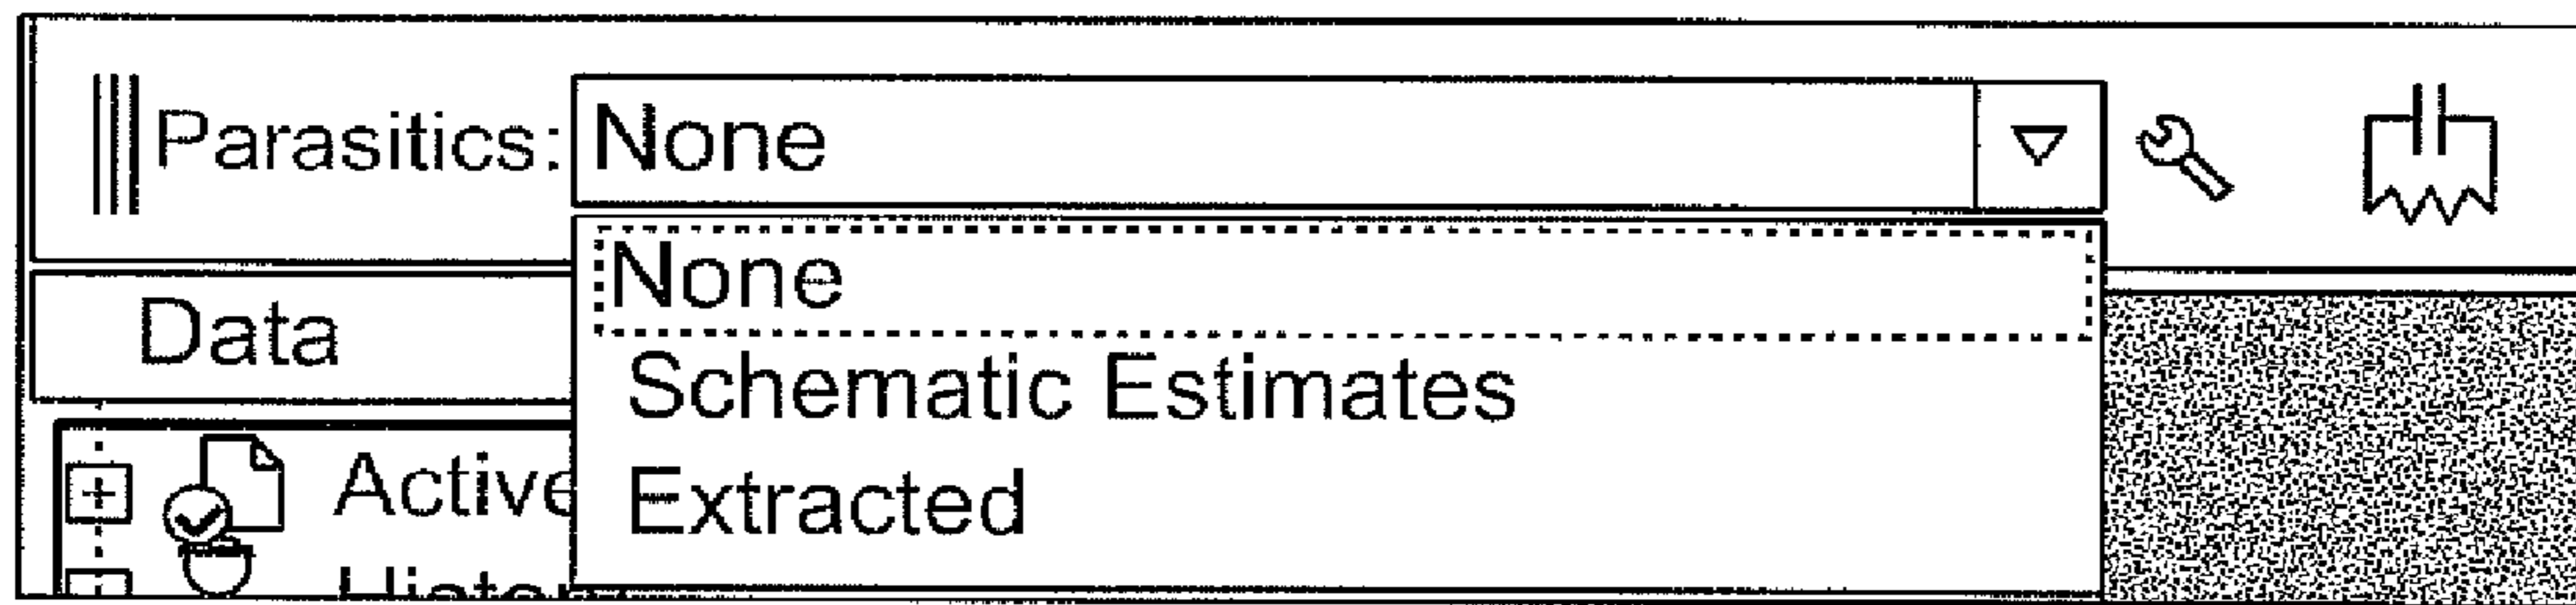 Parasitics: None
None
Data
Schematic Estimates
Active
Extracted